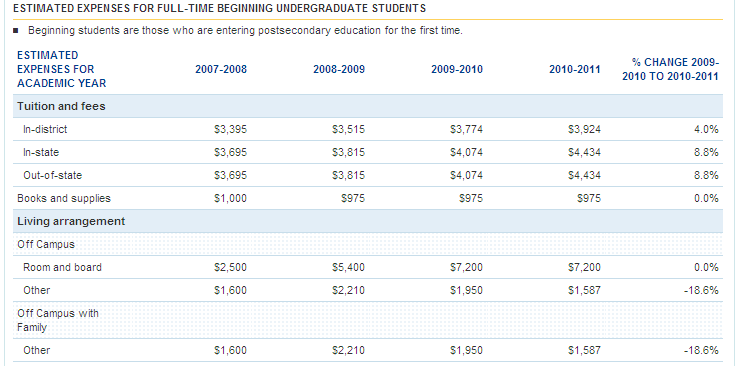 ESTIMATED EXPENSES FOR FULL-TIME BEGINNING UNDERGRADUATE STUDENTS
▪ Beginning students are those who are entering postsecondary education for the first time.
ESTIMATED EXPENSES FOR ACADEMIC YEAR 2007-2008 2008-2009 2009-2010 2010-2011 % CHANGE 2009-2010 TO 2010-2011
Tuition and fees
In-district $3,395 $3,515 $3,774 $3,924 4.0%
In-state $3,695 $3,815 $4,074 $4,434 8.8%
Out-of-state $3,695 $3,815 $4,074 $4,434 8.8%
Books and supplies $1,000 $975 $975 $975 0.0%
Living arrangement
Off Campus
Room and board $2,500 $5,400 $7,200 $7,200 0.0%
Other $1,600 $2,210 $1,950 $1,587 -18.6%
Off Campus with
Family
Other $1,600 $2,210 $1,950 $1,587 -18.6%